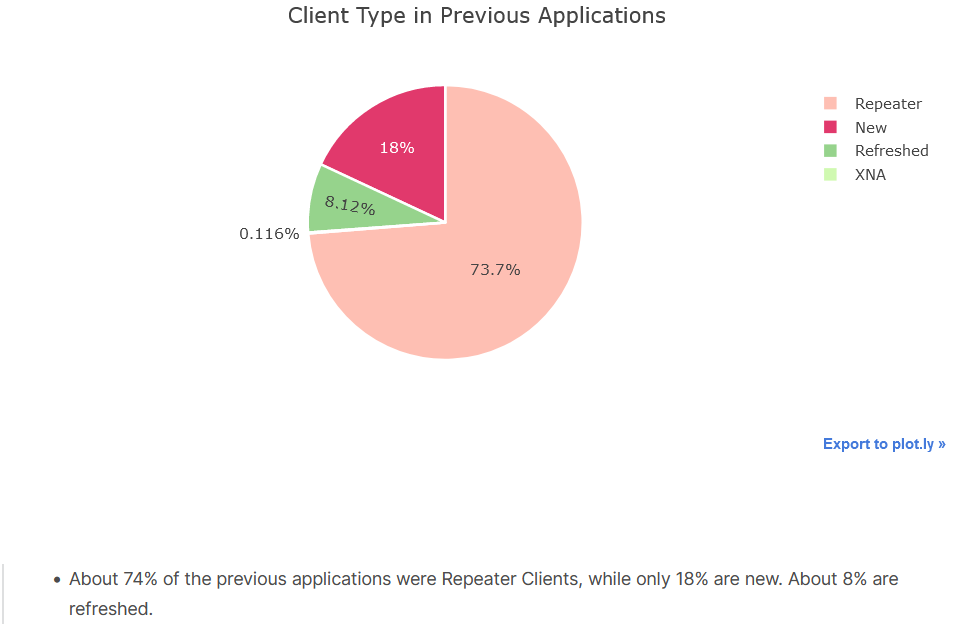 Client Type in Previous Applications
Repeater
New
Refreshed
XNA
18%
8.12%
0.116%
73.7%
Export to plot.ly »
• About 74% of the previous applications were Repeater Clients, while only 18% are new. About 8% are
refreshed.